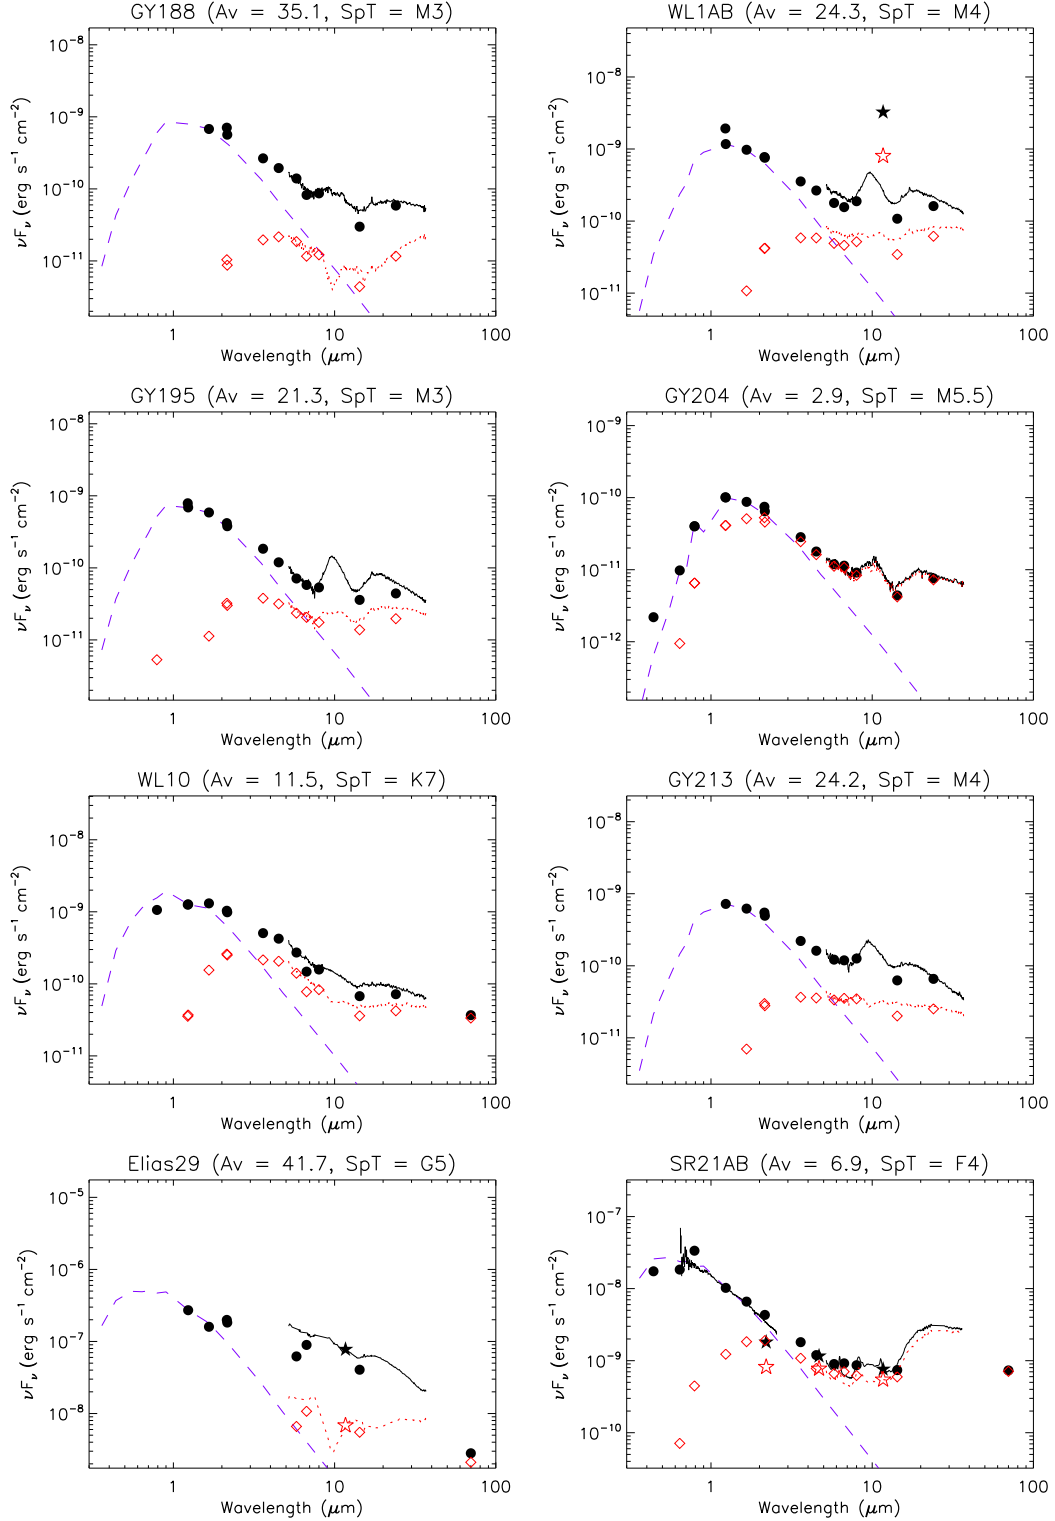 GY188 (Av = 35.1, SpT = M3)
10⁻⁸
10⁻⁹
10⁻¹⁰
10⁻¹¹
νFᵥ (erg s⁻¹ cm⁻²)
1 10 100
Wavelength (μm)
WL1AB (Av = 24.3, SpT = M4)
10⁻⁸
10⁻⁹
10⁻¹⁰
10⁻¹¹
νFᵥ (erg s⁻¹ cm⁻²)
1 10 100
Wavelength (μm)
GY195 (Av = 21.3, SpT = M3)
10⁻⁸
10⁻⁹
10⁻¹⁰
10⁻¹¹
νFᵥ (erg s⁻¹ cm⁻²)
1 10 100
Wavelength (μm)
GY204 (Av = 2.9, SpT = M5.5)
10⁻⁹
10⁻¹⁰
10⁻¹¹
10⁻¹²
νFᵥ (erg s⁻¹ cm⁻²)
1 10 100
Wavelength (μm)
WL10 (Av = 11.5, SpT = K7)
10⁻⁸
10⁻⁹
10⁻¹⁰
10⁻¹¹
νFᵥ (erg s⁻¹ cm⁻²)
1 10 100
Wavelength (μm)
GY213 (Av = 24.2, SpT = M4)
10⁻⁸
10⁻⁹
10⁻¹⁰
10⁻¹¹
νFᵥ (erg s⁻¹ cm⁻²)
1 10 100
Wavelength (μm)
Elias29 (Av = 41.7, SpT = G5)
10⁻⁵
10⁻⁶
10⁻⁷
10⁻⁸
νFᵥ (erg s⁻¹ cm⁻²)
1 10 100
Wavelength (μm)
SR21AB (Av = 6.9, SpT = F4)
10⁻⁷
10⁻⁸
10⁻⁹
10⁻¹⁰
νFᵥ (erg s⁻¹ cm⁻²)
1 10 100
Wavelength (μm)